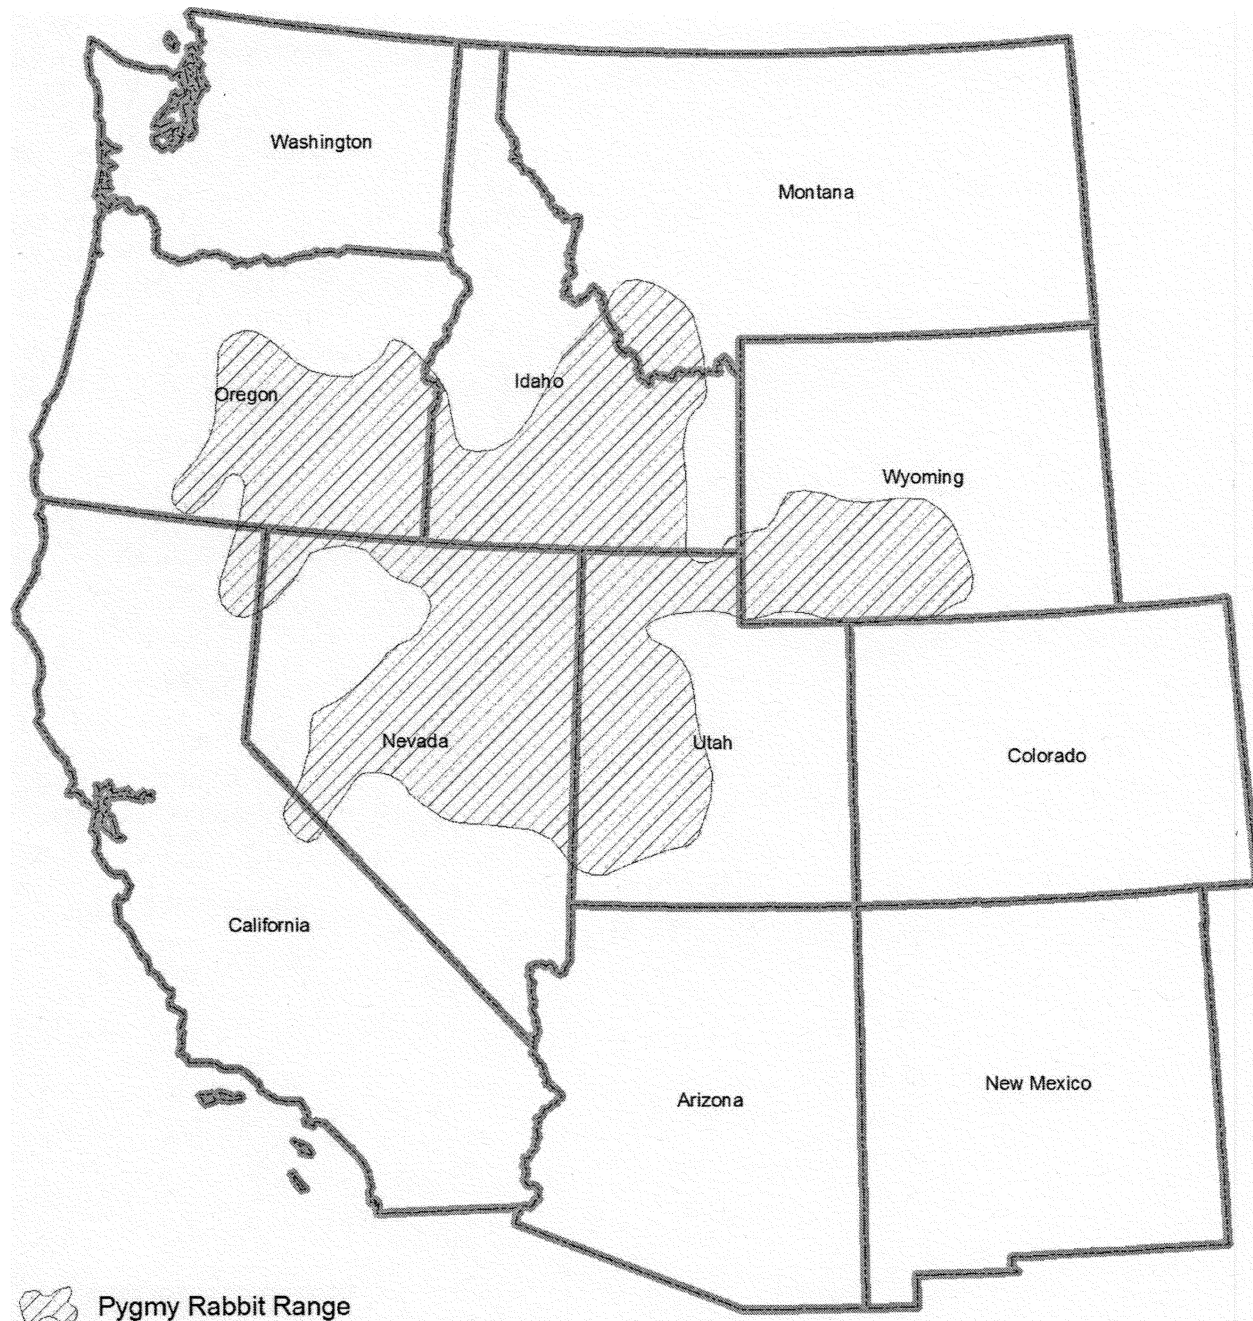 Washington
Montana
Oregon
Idaho
Wyoming
Nevada
Utah
Colorado
California
Arizona
New Mexico
Pygmy Rabbit Range